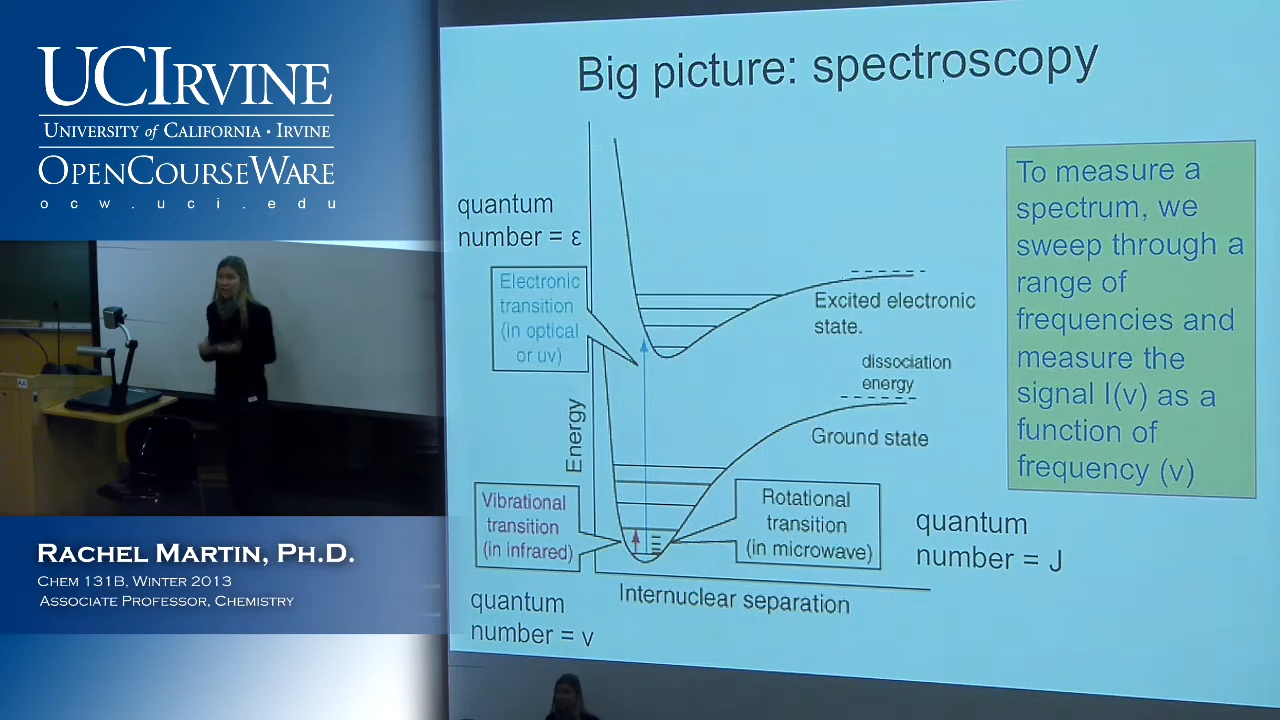 UCIRVINE
UNIVERSITY of CALIFORNIA · IRVINE
OPENCOURSEWARE
ocw.uci.edu
RACHEL MARTIN, PH.D.
CHEM 131B, WINTER 2013
ASSOCIATE PROFESSOR, CHEMISTRY
Big picture: spectroscopy
quantum
number = ε
Electronic
transition
(in optical
or uv)
Excited electronic
state.
dissociation
energy
Ground state
Energy
Vibrational
transition
(in infrared)
Rotational
transition
(in microwave)
Internuclear separation
quantum
number = v
quantum
number = J
To measure a
spectrum, we
sweep through a
range of
frequencies and
measure the
signal I(ν) as a
function of
frequency (ν)